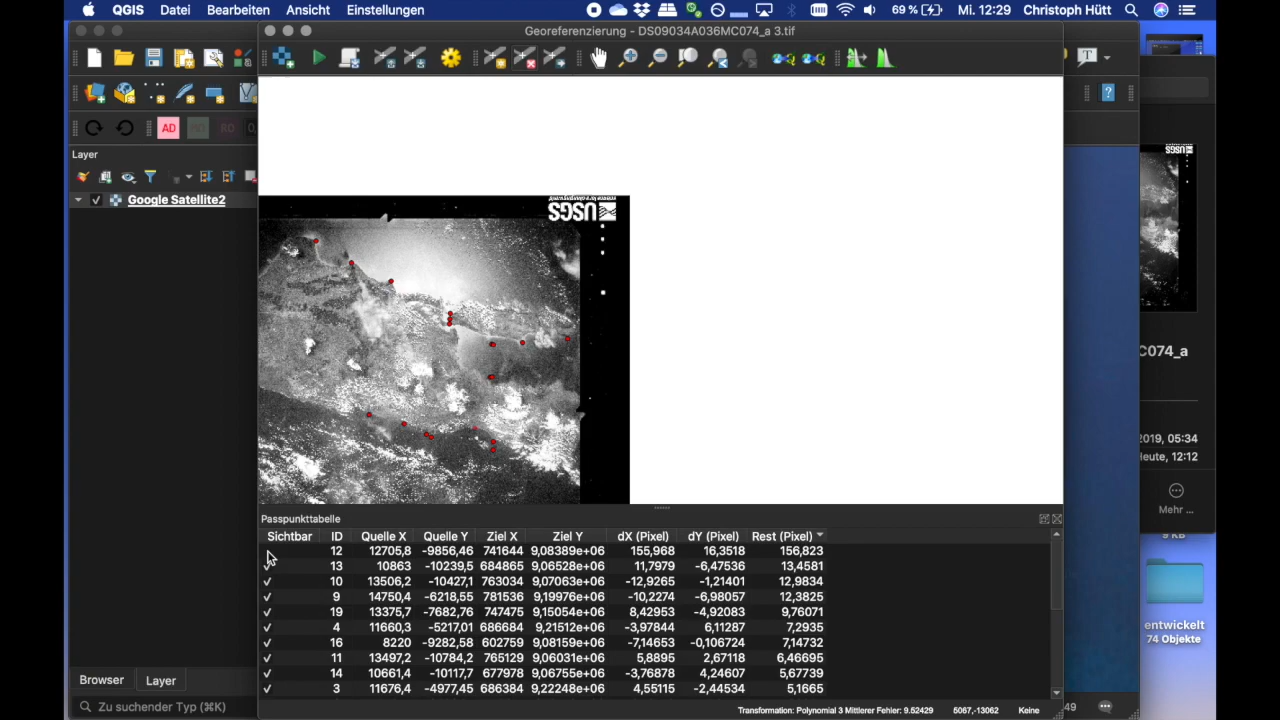 QGIS Datei Bearbeiten Ansicht Einstellungen 69 % Mi. 12:29 Christoph Hütt
Georeferenzierung - DS09034A036MC074_a 3.tif
AD
Layer
Google Satellite2
USGS
USGS
C074_a
2019, 05:34
Heute, 12:12
Mehr ...
9 KB
entwickelt
74 Objekte
Passpunkttabelle
Sichtbar ID Quelle X Quelle Y Ziel X Ziel Y dX (Pixel) dY (Pixel) Rest (Pixel)
12 12705,8 -9856,46 741644 9,08389e+06 155,968 16,3518 156,823
13 10863 -10239,5 684865 9,06528e+06 11,7979 -6,47536 13,4581
10 13506,2 -10427,1 763034 9,07063e+06 -12,9265 -1,21401 12,9834
9 14750,4 -6218,55 781536 9,19976e+06 -10,2274 -6,98057 12,3825
19 13375,7 -7682,76 747475 9,15054e+06 8,42953 -4,92083 9,76071
4 11660,3 -5217,01 686684 9,21512e+06 -3,97844 6,11287 7,2935
16 8220 -9282,58 602759 9,08159e+06 -7,14653 -0,106724 7,14732
11 13497,2 -10784,2 765129 9,06031e+06 5,8895 2,67118 6,46695
14 10661,4 -10117,7 677978 9,06755e+06 -3,76878 4,24607 5,67739
3 11676,4 -4977,45 686384 9,22248e+06 4,55115 -2,44534 5,1665
Browser Layer
Zu suchender Typ (⌘K)
Transformation: Polynomial 3 Mittlerer Fehler: 9.52429 5067,-13062 Keine
49